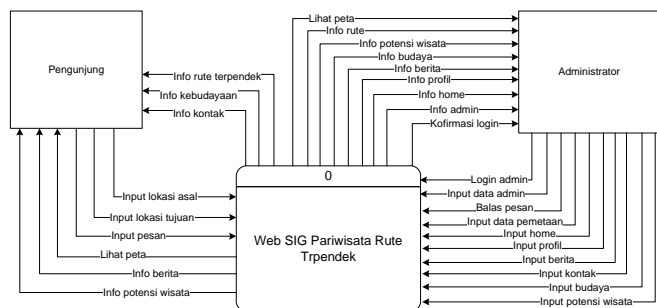 Lihat peta
Info rute
Info potensi wisata
Info budaya
Info berita
Info profil
Info home
Info admin
Kofirmasi login
Pengunjung
Administrator
Info rute terpendek
Info kebudayaan
Info kontak
0
Web SIG Pariwisata Rute
Trpendek
Input lokasi asal
Input lokasi tujuan
Input pesan
Lihat peta
Info berita
Info potensi wisata
Login admin
Input data admin
Balas pesan
Input data pemetaan
Input home
Input profil
Input berita
Input kontak
Input budaya
Input potensi wisata